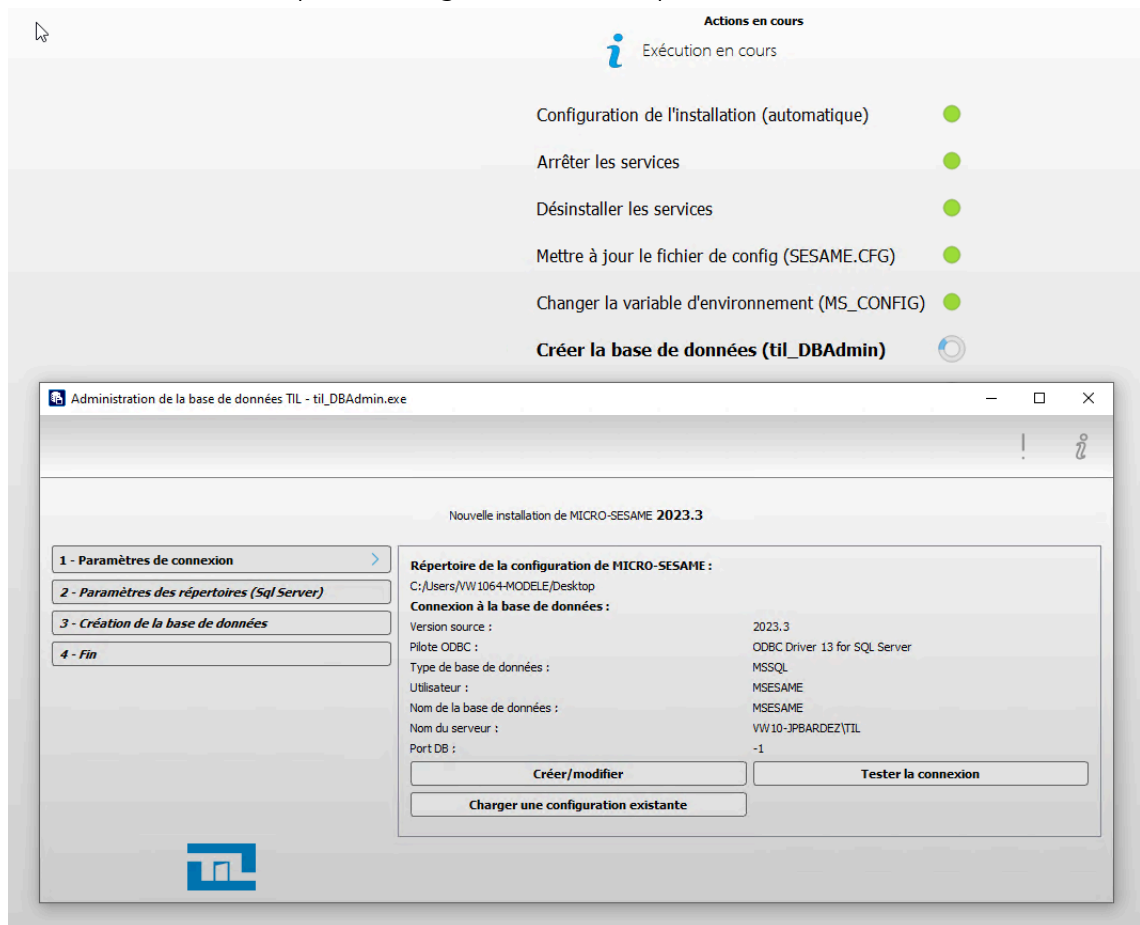 Actions en cours
Exécution en cours
Configuration de l'installation (automatique)
Arrêter les services
Désinstaller les services
Mettre à jour le fichier de config (SESAME.CFG)
Changer la variable d'environnement (MS_CONFIG)
Créer la base de données (til_DBAdmin)
Administration de la base de données TIL - til_DBAdmin.exe
Nouvelle installation de MICRO-SESAME 2023.3
1 - Paramètres de connexion
2 - Paramètres des répertoires (Sql Server)
3 - Création de la base de données
4 - Fin
Répertoire de la configuration de MICRO-SESAME :
C:/Users/VW1064-MODELE/Desktop
Connexion à la base de données :
Version source : 2023.3
Pilote ODBC : ODBC Driver 13 for SQL Server
Type de base de données : MSSQL
Utilisateur : MSESAME
Nom de la base de données : MSESAME
Nom du serveur : VW10-JPBARDEZ\TIL
Port DB : -1
Créer/modifier Tester la connexion
Charger une configuration existante
TIL